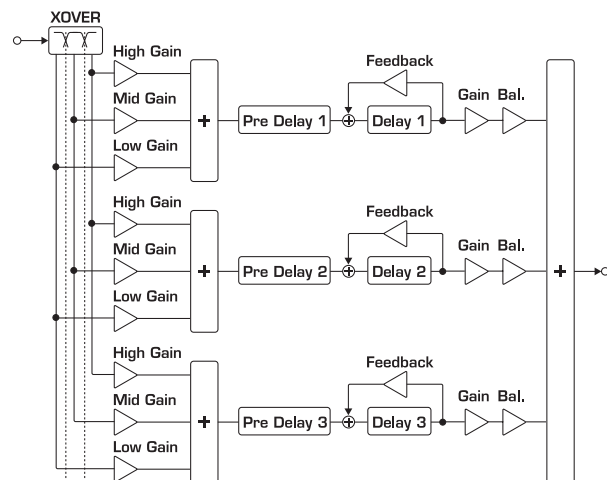 XOVER
High Gain
Feedback
Mid Gain
Gain Bal.
+
Pre Delay 1
+
Delay 1
Low Gain
High Gain
Feedback
Mid Gain
Gain Bal.
+
Pre Delay 2
+
Delay 2
+
Low Gain
High Gain
Feedback
Mid Gain
Gain Bal.
+
Pre Delay 3
+
Delay 3
Low Gain